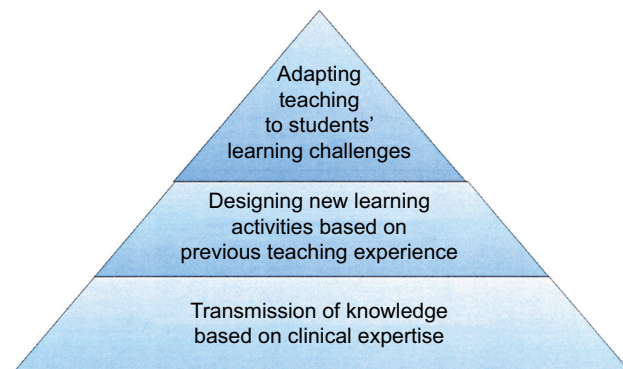 Adapting
teaching
to students’
learning challenges
Designing new learning
activities based on
previous teaching experience
Transmission of knowledge
based on clinical expertise